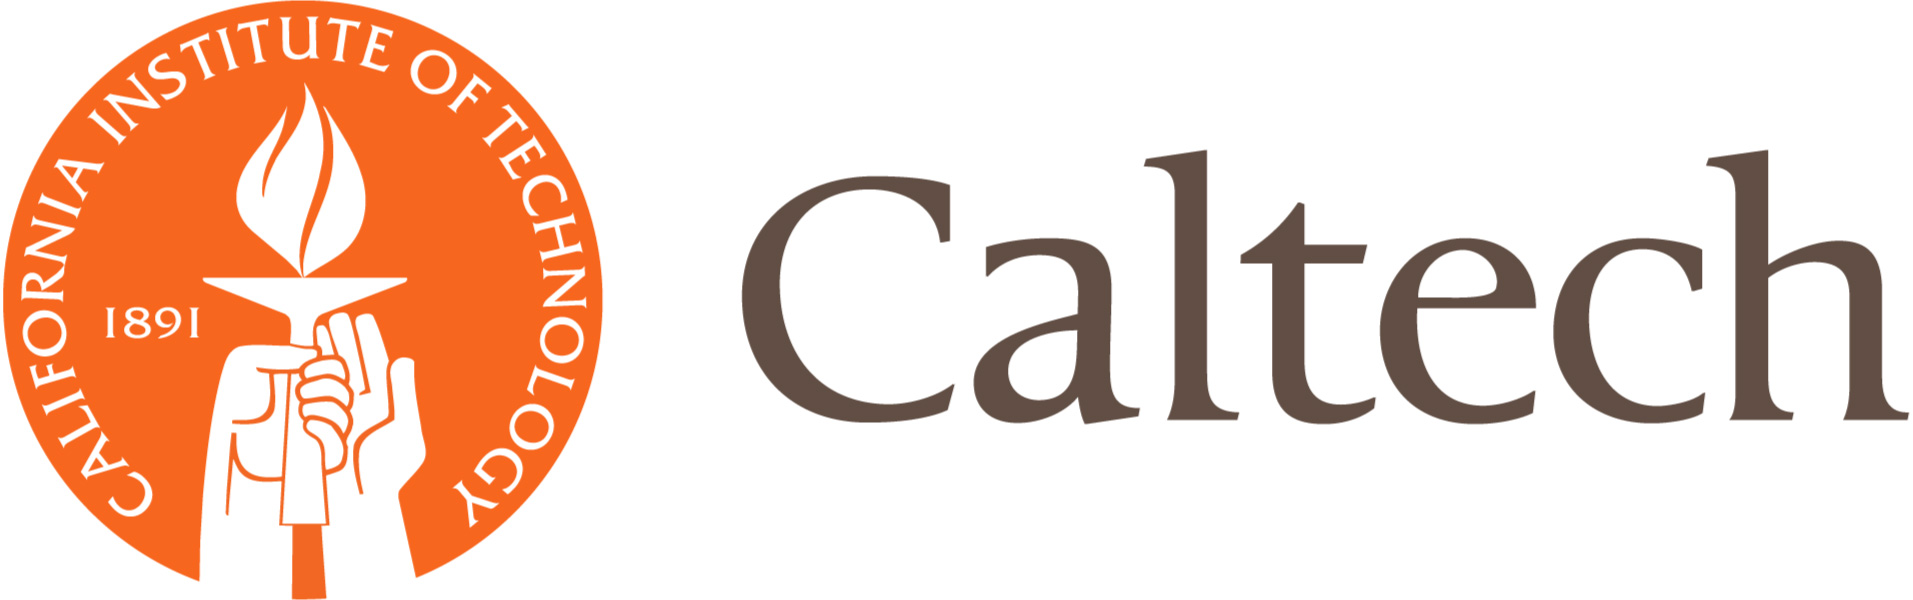 CALIFORNIA INSTITUTE OF TECHNOLOGY
1891
Caltech